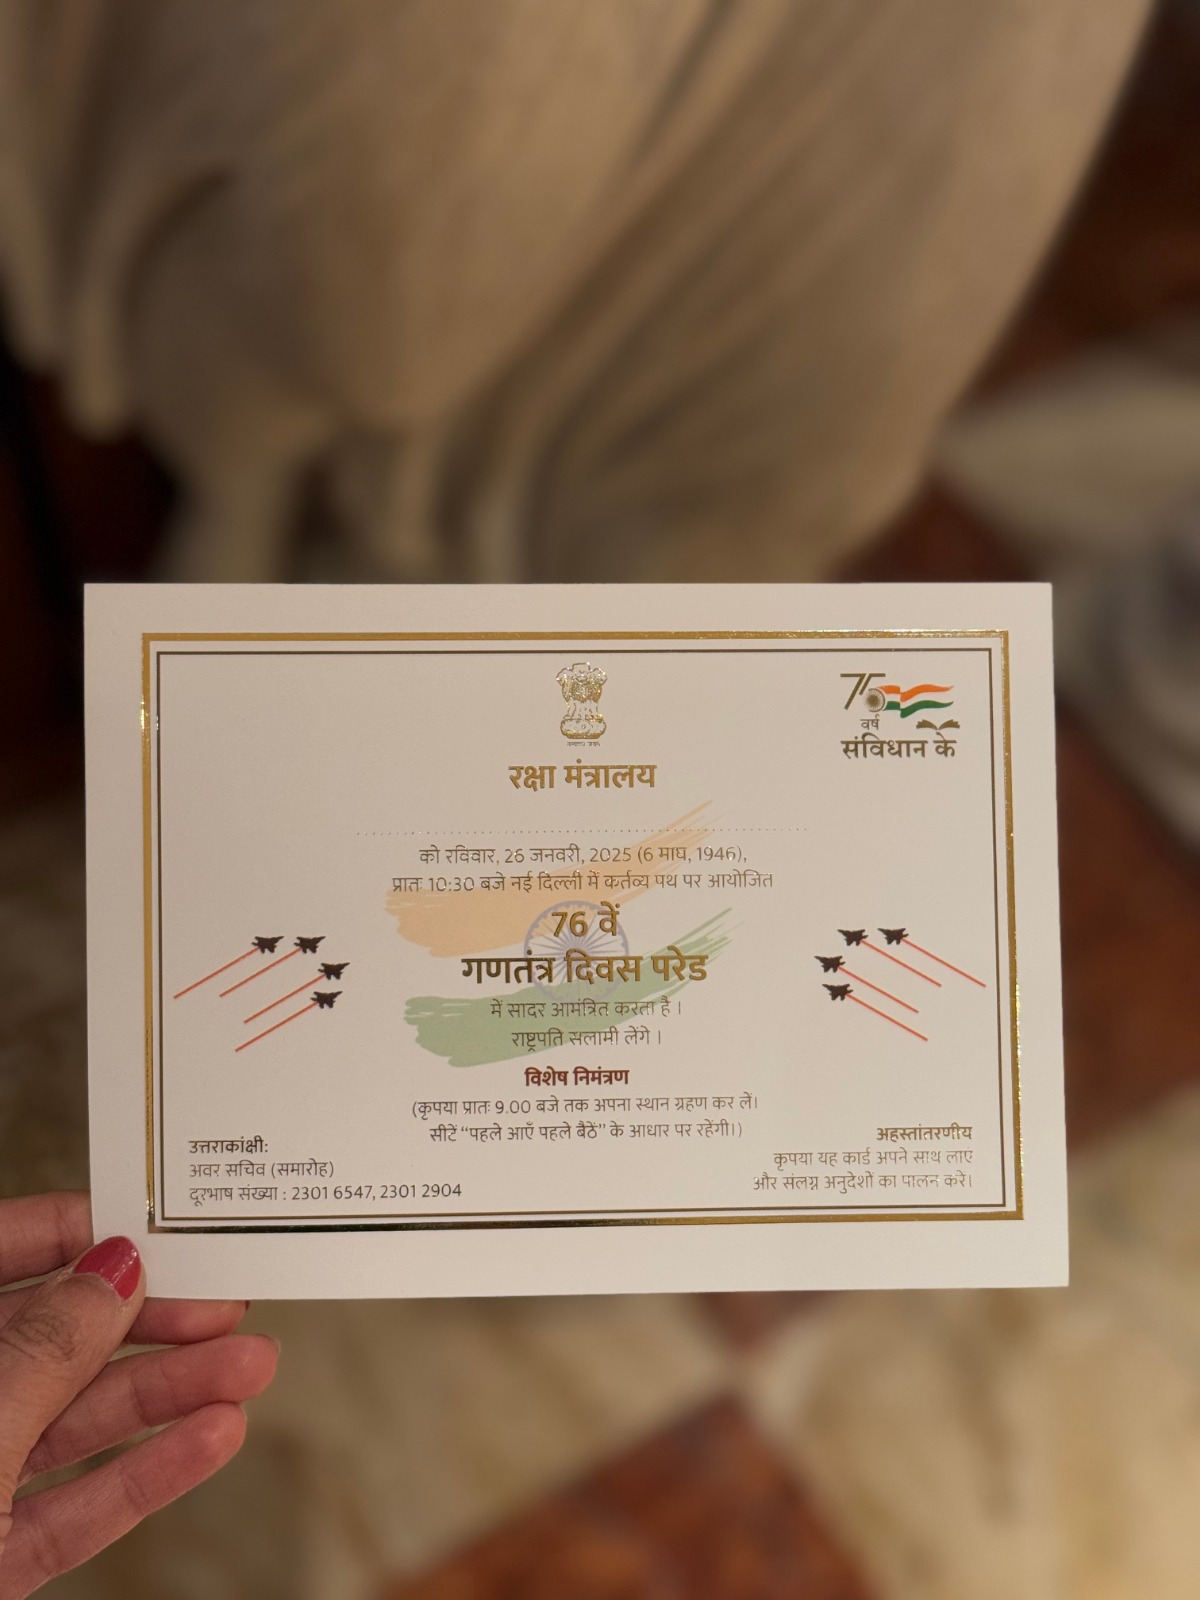 75
वर्ष
संविधान के
रक्षा मंत्रालय
को रविवार, 26 जनवरी, 2025 (6 माघ, 1946),
प्रातः 10:30 बजे नई दिल्ली में कर्तव्य पथ पर आयोजित
76 वें
गणतंत्र दिवस परेड
में सादर आमंत्रित करता है ।
राष्ट्रपति सलामी लेंगे ।
विशेष निमंत्रण
(कृपया प्रातः 9.00 बजे तक अपना स्थान ग्रहण कर लें।
सीटें “पहले आएँ पहले बैठें” के आधार पर रहेंगी।)
उत्तराकांक्षी:
अवर सचिव (समारोह)
दूरभाष संख्या : 2301 6547, 2301 2904
अहस्तांतरणीय
कृपया यह कार्ड अपने साथ लाएं
और संलग्न अनुदेशों का पालन करें।